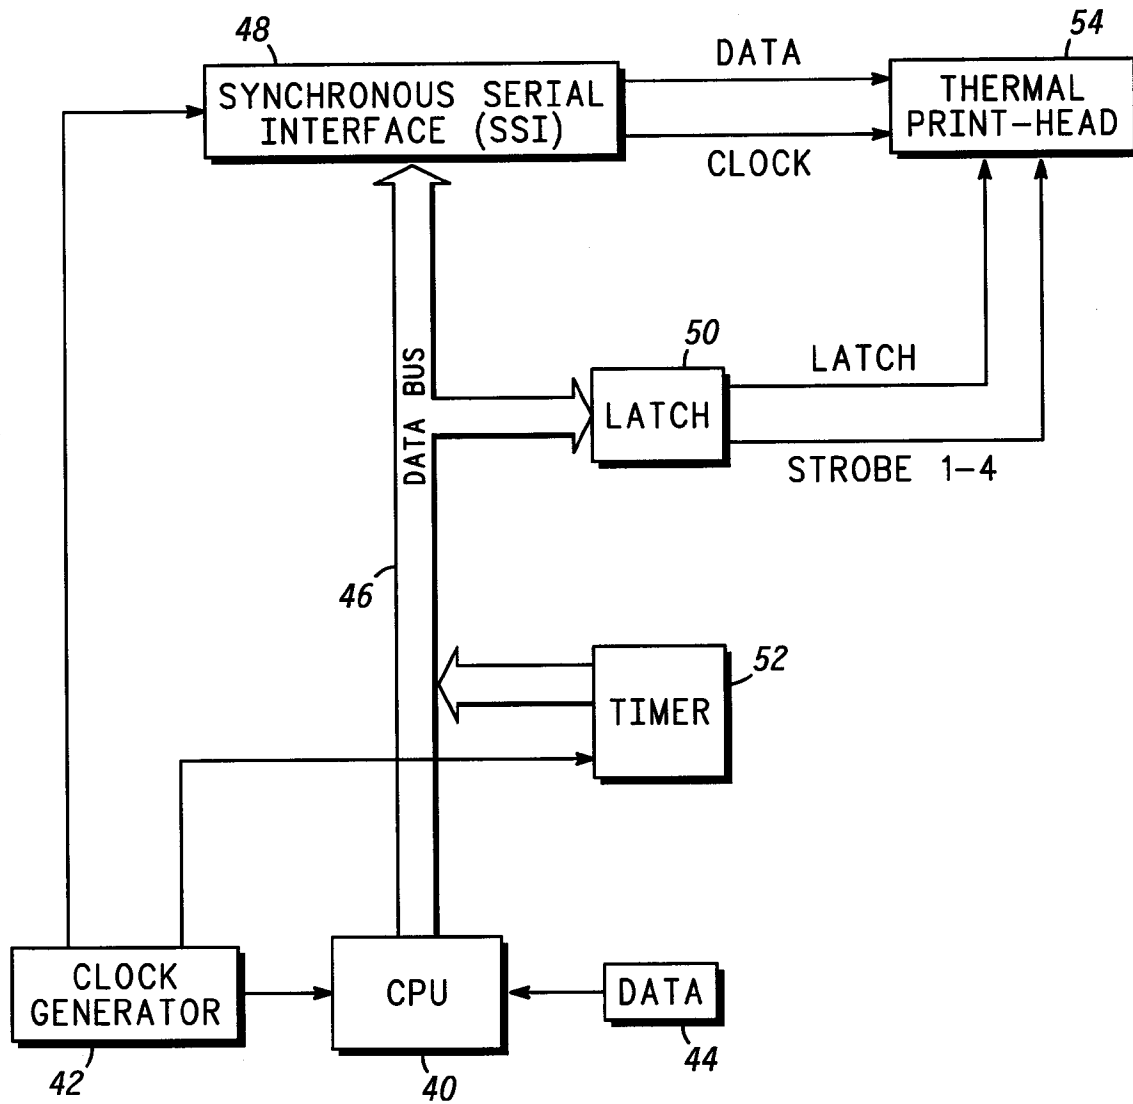 48
54
DATA
SYNCHRONOUS SERIAL
INTERFACE (SSI)
THERMAL
PRINT-HEAD
CLOCK
50
LATCH
DATA BUS
LATCH
STROBE 1-4
46
52
TIMER
CLOCK
GENERATOR
CPU
DATA
42
40
44